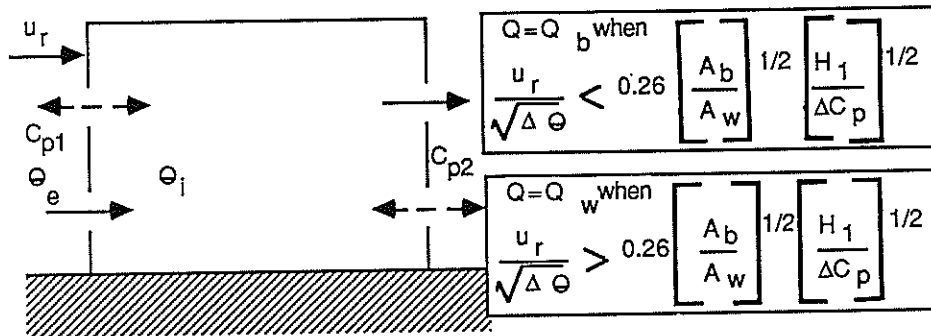 u_r
C_p1
Θ_e
Θ_i
C_p2
Q=Q_b when
u_r / √ΔΘ < 0.26 [A_b / A_w]^1/2 [H_1 / ΔC_p]^1/2
Q=Q_w when
u_r / √ΔΘ > 0.26 [A_b / A_w]^1/2 [H_1 / ΔC_p]^1/2